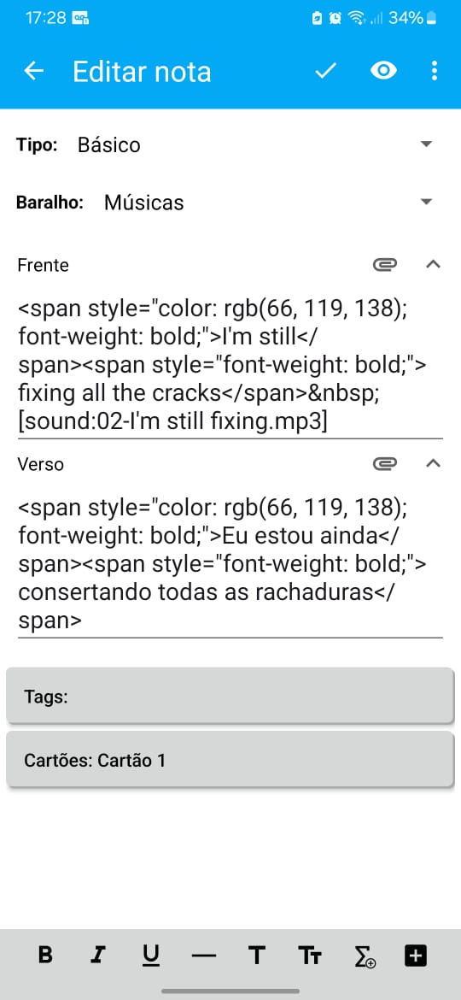 17:28 34%
Editar nota
Tipo: Básico
Baralho: Músicas
Frente
<span style="color: rgb(66, 119, 138);
font-weight: bold;">I'm still</
span><span style="font-weight: bold;">
fixing all the cracks</span>&nbsp;
[sound:02-I'm still fixing.mp3]
Verso
<span style="color: rgb(66, 119, 138);
font-weight: bold;">Eu estou ainda</
span><span style="font-weight: bold;">
consertando todas as rachaduras</
span>
Tags:
Cartões: Cartão 1
B I U — T TT Σ